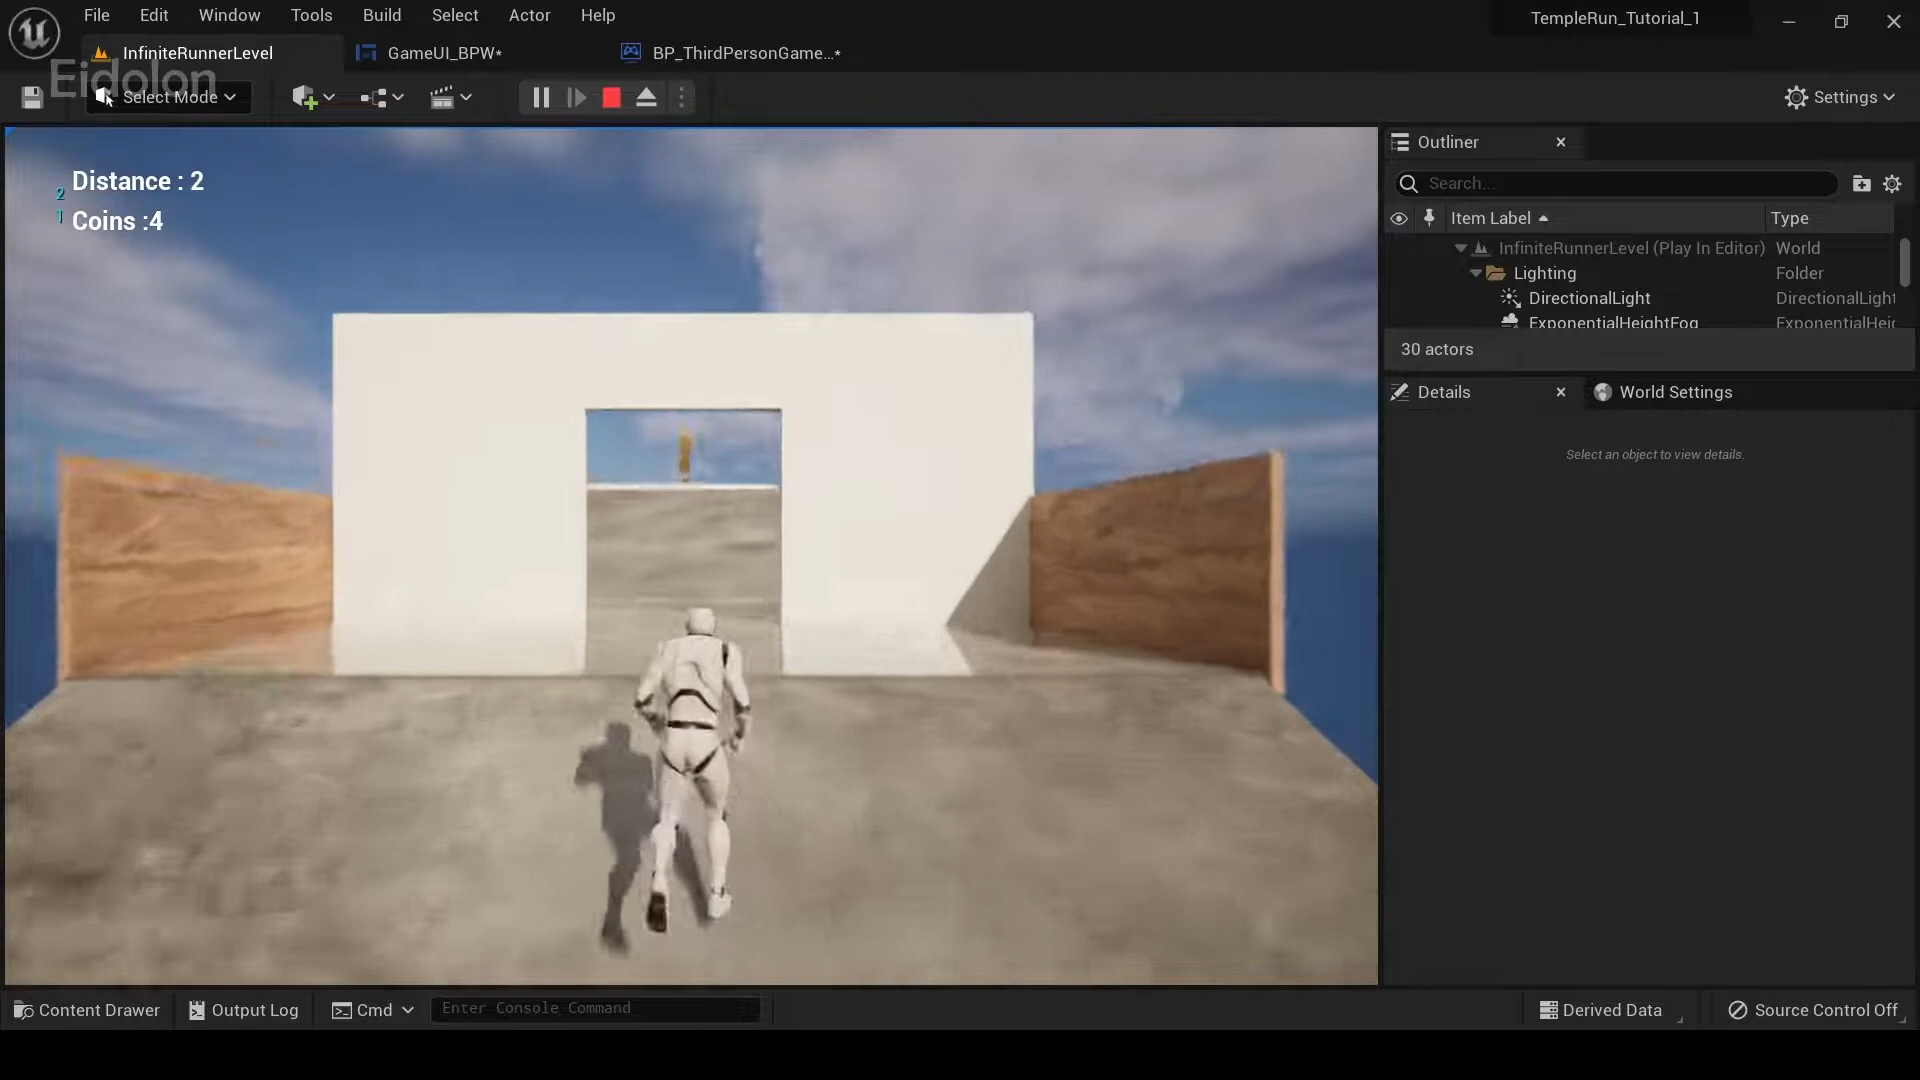 File Edit Window Tools Build Select Actor Help
TempleRun_Tutorial_1
InfiniteRunnerLevel GameUI_BPW* BP_ThirdPersonGame...*
Eidolon
Select Mode
Settings
Distance : 2
2
Coins :4
1
Outliner
Search...
Item Label Type
InfiniteRunnerLevel (Play In Editor) World
Lighting Folder
DirectionalLight DirectionalLight
ExponentialHeightFog ExponentialHeig
30 actors
Details World Settings
Select an object to view details.
Content Drawer Output Log Cmd Enter Console Command Derived Data Source Control Off